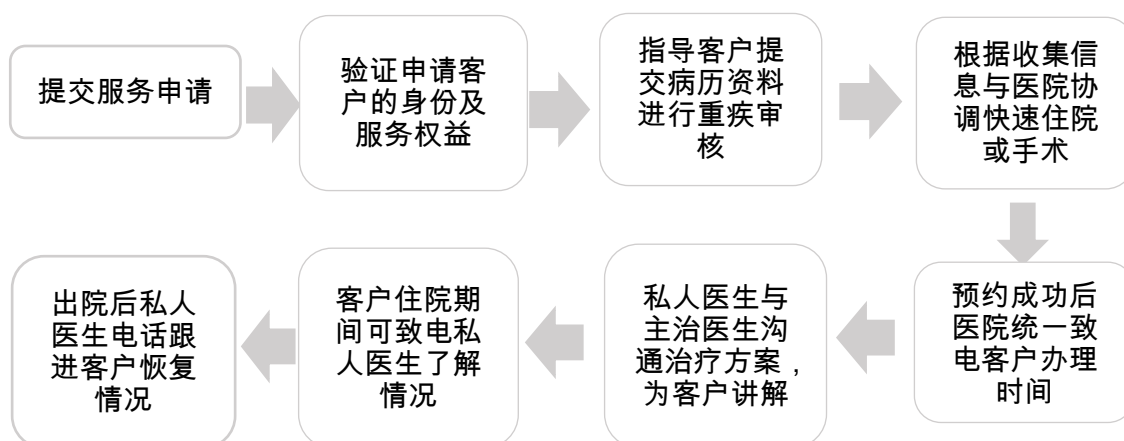 提交服务申请
验证申请客
户的身份及
服务权益
指导客户提
交病历资料
进行重疾审
核
根据收集信
息与医院协
调快速住院
或手术
预约成功后
医院统一致
电客户办理
时间
私人医生与
主治医生沟
通治疗方案，
为客户讲解
客户住院期
间可致电私
人医生了解
情况
出院后私人
医生电话跟
进客户恢复
情况